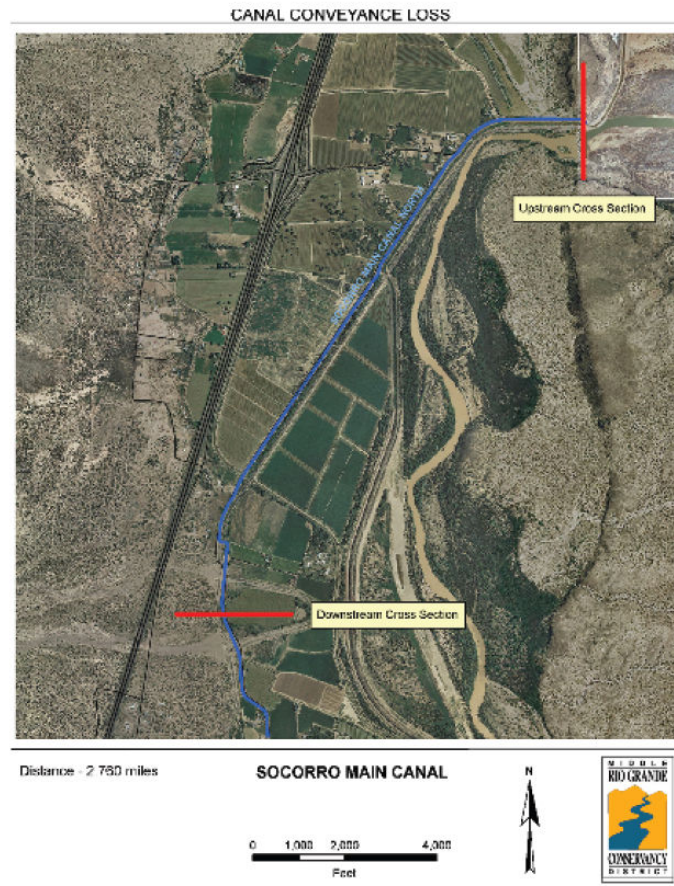 CANAL CONVEYANCE LOSS
Upstream Cross Section
SOCORRO MAIN CANAL NORTH
Downstream Cross Section
Distance - 2.760 miles
SOCORRO MAIN CANAL
N
0 1,000 2,000 4,000
Feet
MIDDLE
RIO GRANDE
CONSERVANCY
DISTRICT